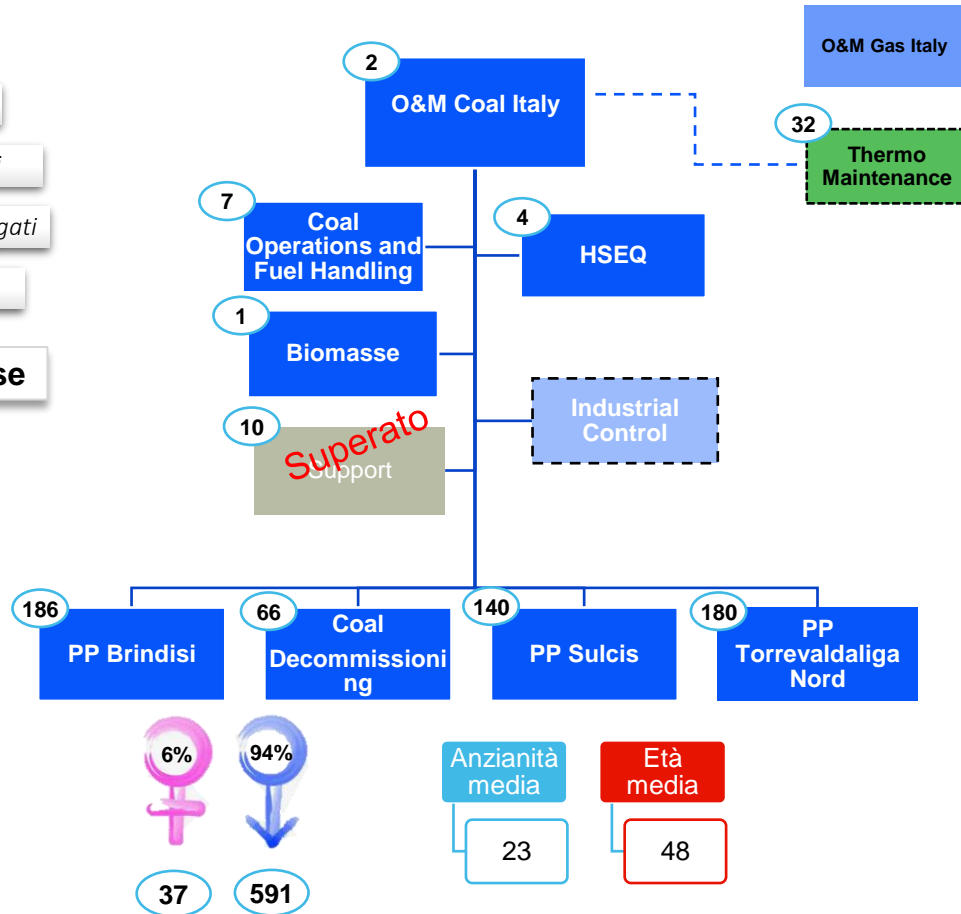 O&M Gas Italy
2
O&M Coal Italy
32
Thermo
Maintenance
7
Coal
Operations and
Fuel Handling
4
HSEQ
gati
1
Biomasse
se
Industrial
Control
10
Superato
Support
186
PP Brindisi
66
Coal
Decommissioni
ng
140
PP Sulcis
180
PP
Torrevaldaliga
Nord
6%
94%
Anzianità
media
Età
media
23
48
37
591